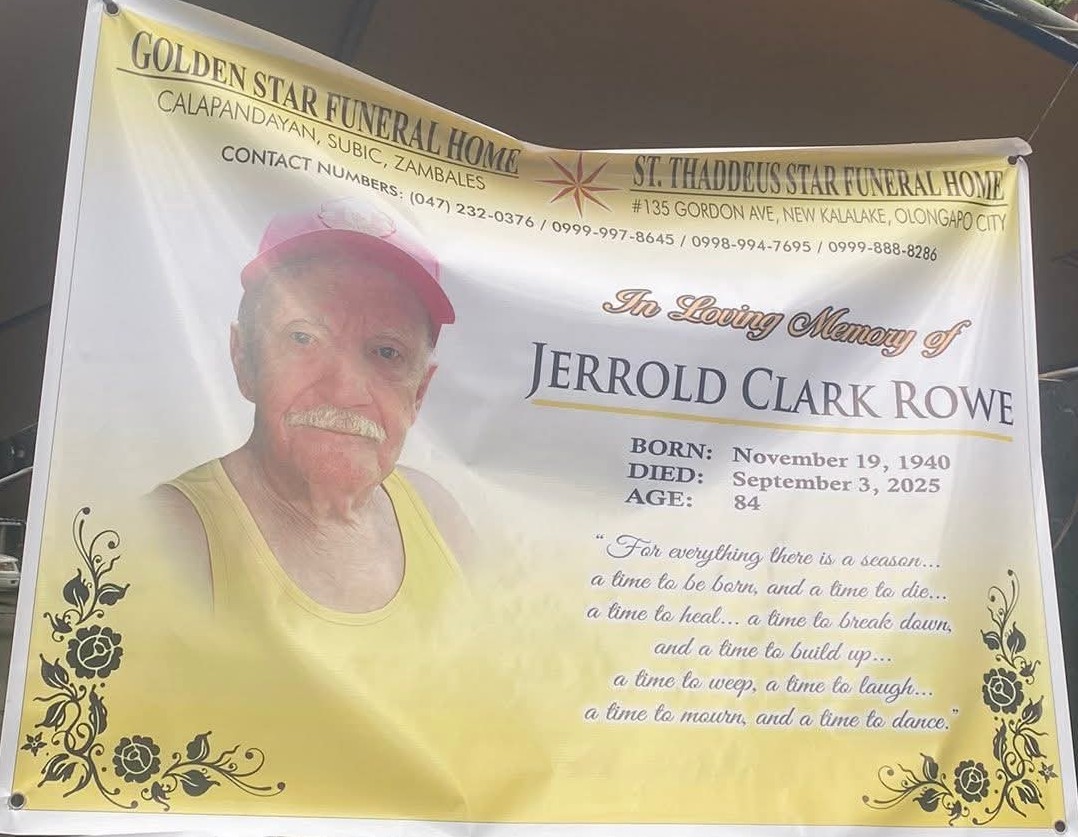 GOLDEN STAR FUNERAL HOME
CALAPANDAYAN, SUBIC, ZAMBALES
ST. THADDEUS STAR FUNERAL HOME
#135 GORDON AVE, NEW KALALAKE, OLONGAPO CITY
CONTACT NUMBERS: (047) 232-0376 / 0999-997-8645 / 0998-994-7695 / 0999-888-8286
In Loving Memory of
JERROLD CLARK ROWE
BORN: November 19, 1940
DIED: September 3, 2025
AGE: 84
“For everything there is a season...
a time to be born, and a time to die...
a time to heal... a time to break down,
and a time to build up...
a time to weep, a time to laugh...
a time to mourn, and a time to dance.”